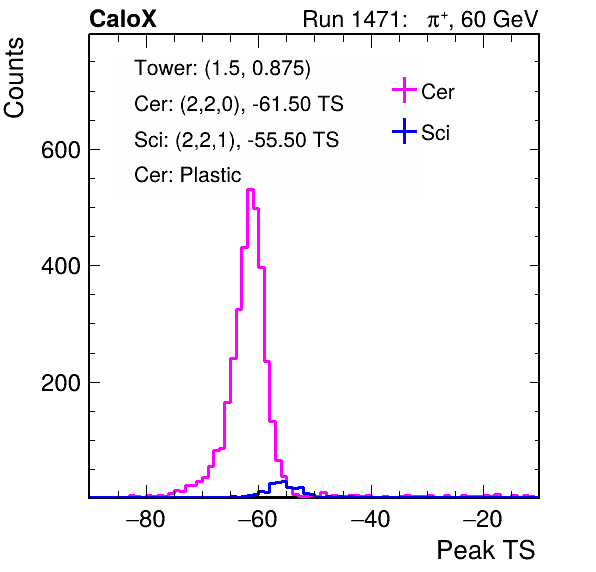 CaloX Run 1471: π⁺, 60 GeV
Counts
Tower: (1.5, 0.875)
Cer: (2,2,0), -61.50 TS
Sci: (2,2,1), -55.50 TS
Cer: Plastic
Cer
Sci
600
400
200
−80 −60 −40 −20
Peak TS